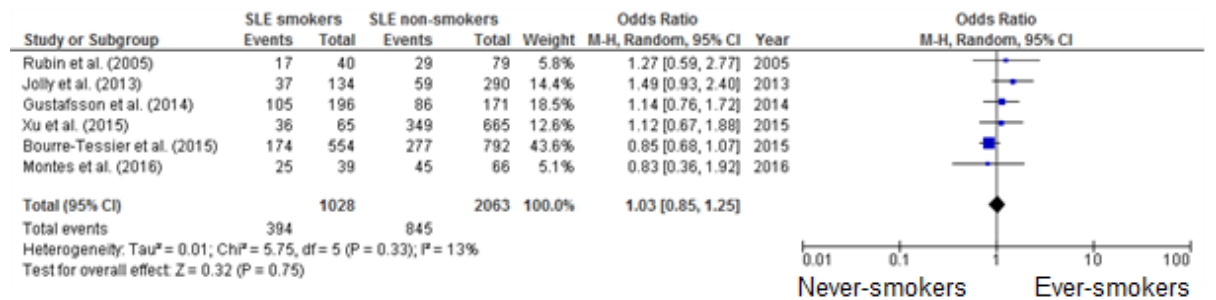 SLE smokers SLE non-smokers Odds Ratio Odds Ratio
Study or Subgroup Events Total Events Total Weight M-H, Random, 95% CI Year M-H, Random, 95% CI
Rubin et al. (2005) 17 40 29 79 5.8% 1.27 [0.59, 2.77] 2005
Jolly et al. (2013) 37 134 59 290 14.4% 1.49 [0.93, 2.40] 2013
Gustafsson et al. (2014) 105 196 86 171 18.5% 1.14 [0.76, 1.72] 2014
Xu et al. (2015) 36 65 349 665 12.6% 1.12 [0.67, 1.88] 2015
Bourre-Tessier et al. (2015) 174 554 277 792 43.6% 0.85 [0.68, 1.07] 2015
Montes et al. (2016) 25 39 45 66 5.1% 0.83 [0.36, 1.92] 2016
Total (95% CI) 1028 2063 100.0% 1.03 [0.85, 1.25]
Total events 394 845
Heterogeneity: Tau² = 0.01; Chi² = 5.75, df = 5 (P = 0.33); I² = 13%
Test for overall effect: Z = 0.32 (P = 0.75)
0.01 0.1 1 10 100
Never-smokers Ever-smokers